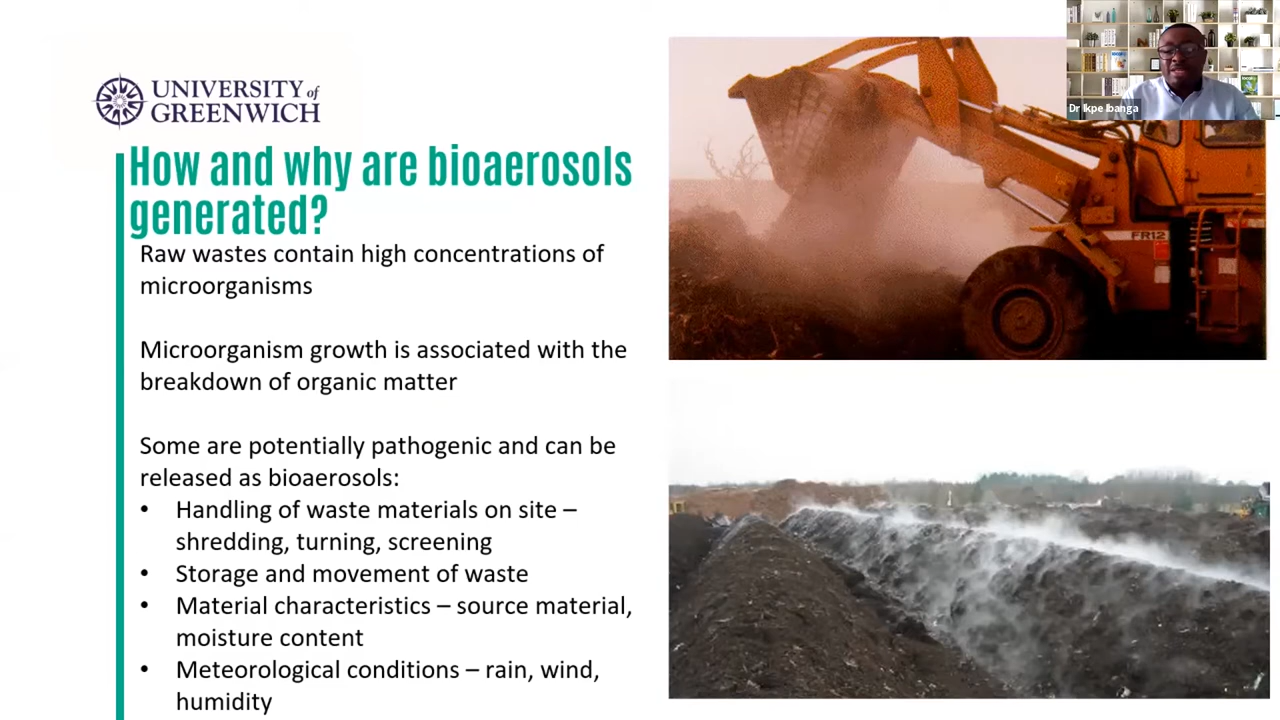 UNIVERSITY of
GREENWICH
How and why are bioaerosols
generated?
Raw wastes contain high concentrations of
microorganisms
Microorganism growth is associated with the
breakdown of organic matter
Some are potentially pathogenic and can be
released as bioaerosols:
• Handling of waste materials on site –
shredding, turning, screening
• Storage and movement of waste
• Material characteristics – source material,
moisture content
• Meteorological conditions – rain, wind,
humidity
FR12
Dr Ikpe Ibanga